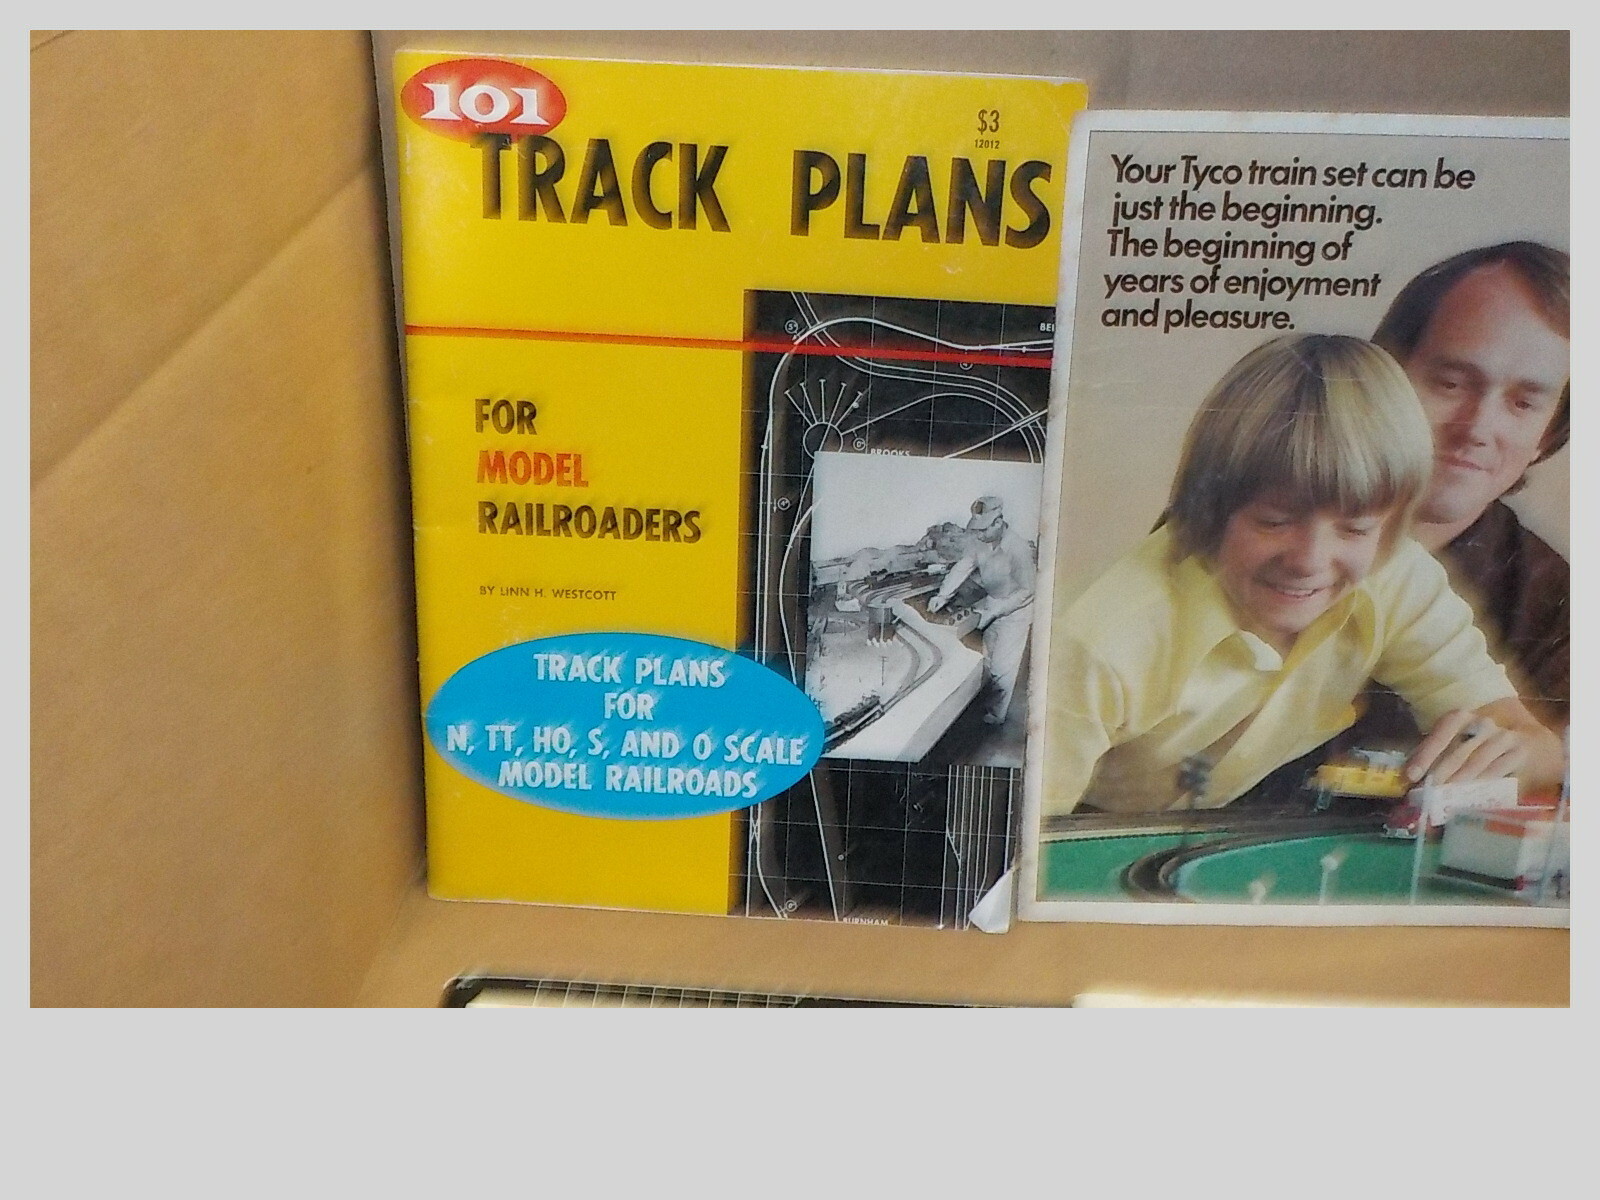 101
$3
12012
TRACK PLANS
FOR
MODEL
RAILROADERS
BY LINN H. WESTCOTT
TRACK PLANS
FOR
N, TT, HO, S, AND O SCALE
MODEL RAILROADS
BROOKS
BURNHAM
Your Tyco train set can be
just the beginning.
The beginning of
years of enjoyment
and pleasure.